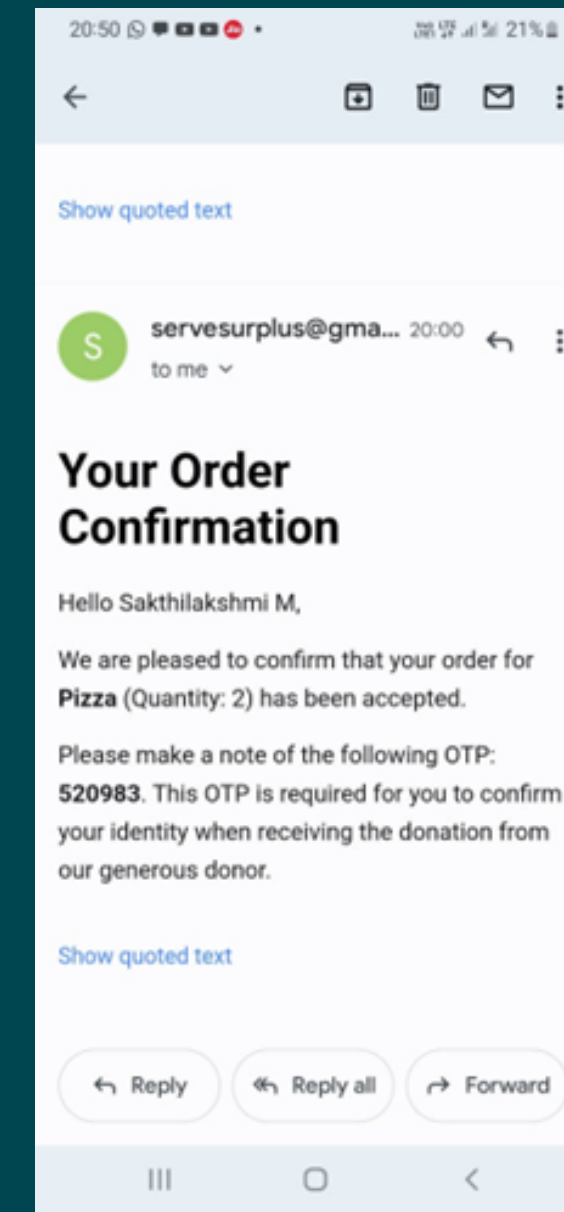 20:50
21%
Show quoted text
S
servesurplus@gma... 20:00
to me
Your Order
Confirmation
Hello Sakthilakshmi M,
We are pleased to confirm that your order for
Pizza (Quantity: 2) has been accepted.
Please make a note of the following OTP:
520983. This OTP is required for you to confirm
your identity when receiving the donation from
our generous donor.
Show quoted text
Reply
Reply all
Forward